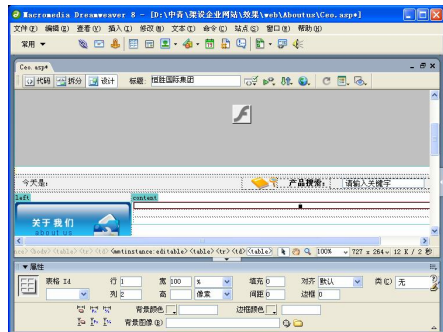 Macromedia Dreamweaver 8 - [D:\中青\架设企业网站\效果\web\Aboutus\Ceo.asp*]
文件(F) 编辑(E) 查看(V) 插入(I) 修改(M) 文本(T) 命令(C) 站点(S) 窗口(W) 帮助(H)
常用
Ceo.asp*
代码 拆分 设计 标题: 恒胜国际集团
今天是: 产品搜索: 请输入关键字
left content
关于我们
about us
<body> <table> <tr> <td> <mmtinstance:editable> <table> <tr> <td> <table> 100% 727 x 264 12 K / 2 秒
属性
表格 Id 行 1 宽 100 % 填充 0 对齐 默认 类(C) 无
列 2 高 像素 间距 0 边框 0
背景颜色 边框颜色
背景图像(B)